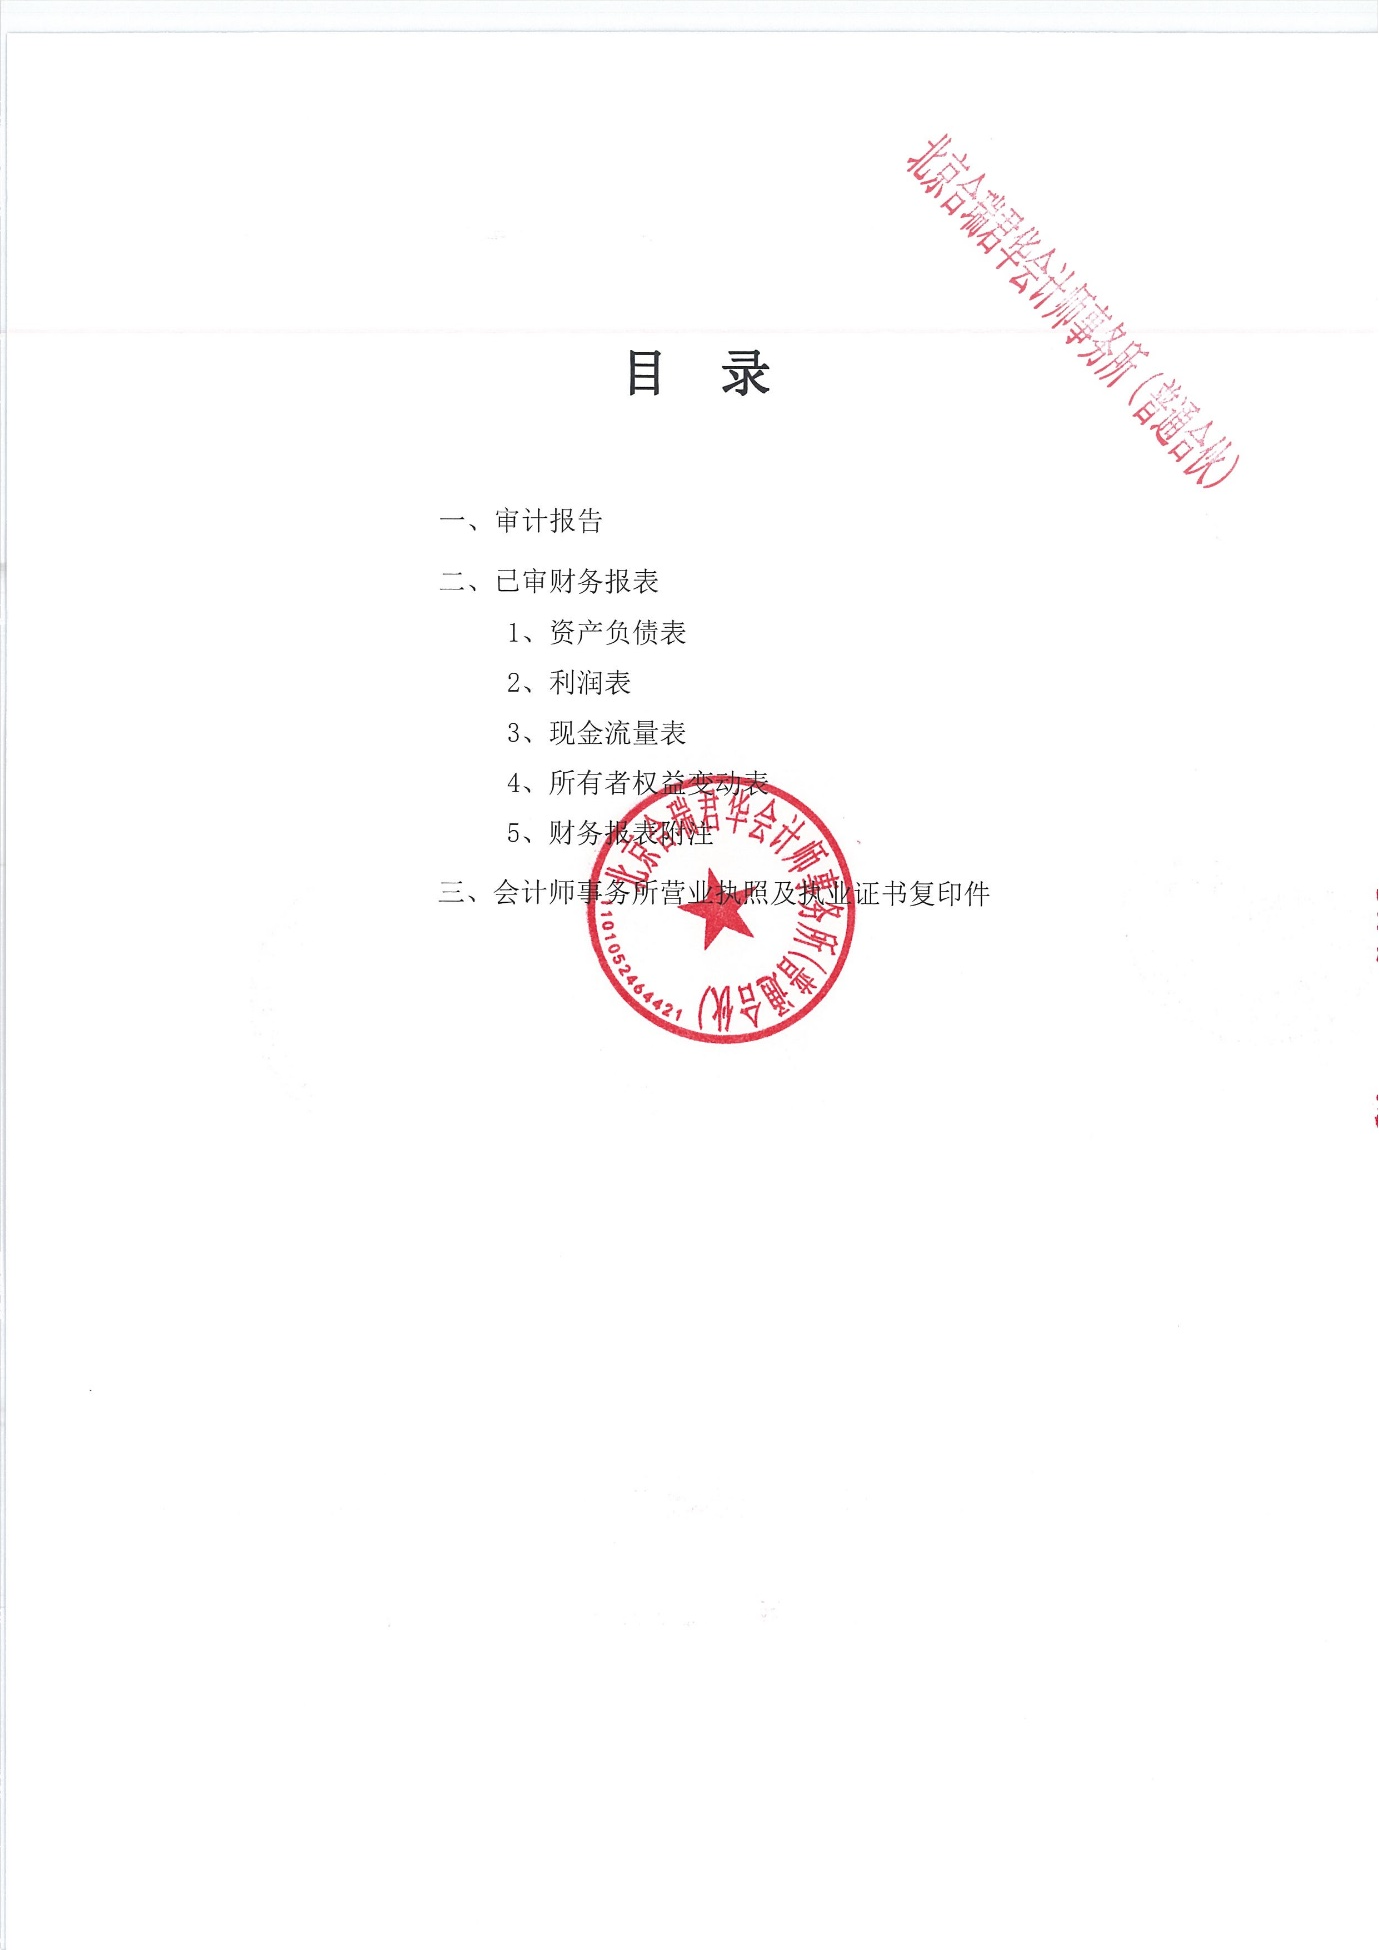 北京合瑞君华会计师事务所（普通合伙）
目 录
一、审计报告
二、已审财务报表
1、资产负债表
2、利润表
3、现金流量表
4、所有者权益变动表
5、财务报表附注
三、会计师事务所营业执照及执业证书复印件
北京合瑞君华会计师事务所（普通合伙）
1101052464421